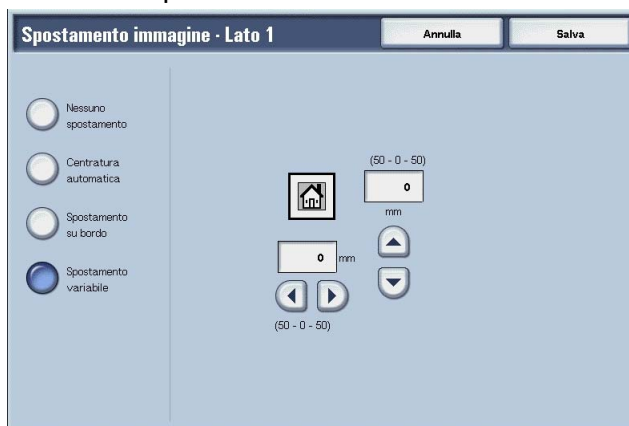 Spostamento immagine - Lato 1
Annulla
Salva
Nessuno
spostamento
Centratura
automatica
Spostamento
su bordo
Spostamento
variabile
(50 - 0 - 50)
0
mm
0 mm
(50 - 0 - 50)